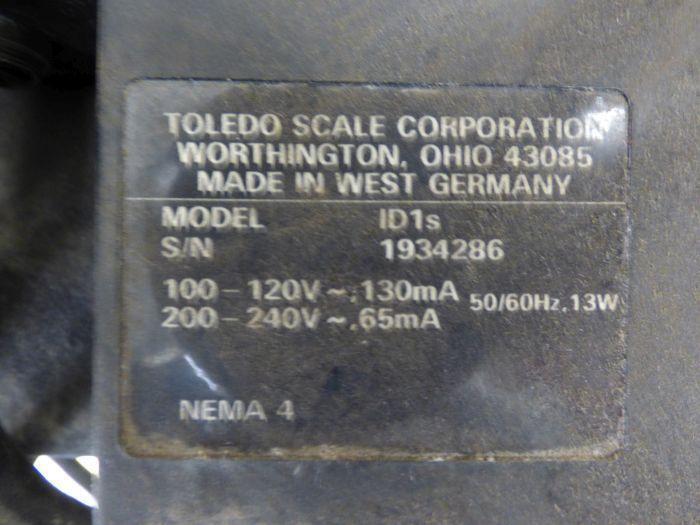 TOLEDO SCALE CORPORATION
WORTHINGTON, OHIO 43085
MADE IN WEST GERMANY
MODEL ID1s
S/N 1934286
100-120V~,130mA 50/60Hz,13W
200-240V~,65mA
NEMA 4